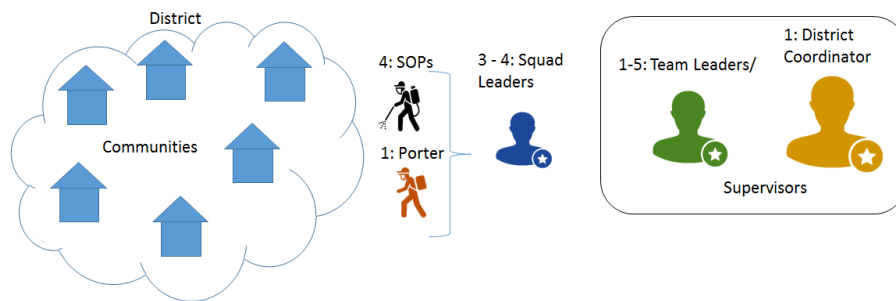 District
Communities
4: SOPs
1: Porter
3 - 4: Squad
Leaders
1-5: Team Leaders/
1: District
Coordinator
Supervisors